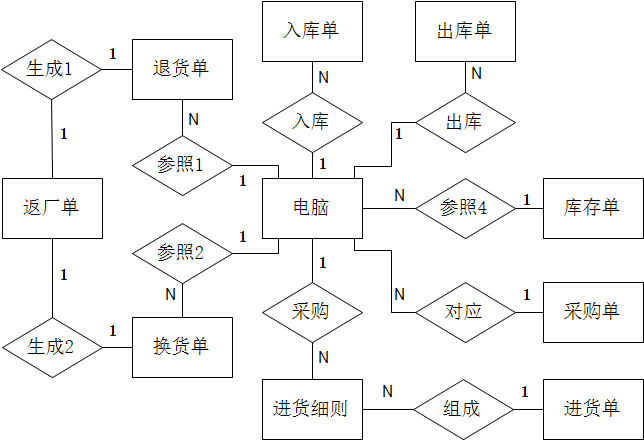 入库单
出库单
生成1
1
退货单
N
N
入库
出库
1
N
1
参照1
1
1
返厂单
电脑
N
参照4
1
库存单
参照2
1
1
1
N
采购
N
对应
1
采购单
生成2
1
换货单
N
进货细则
N
组成
1
进货单